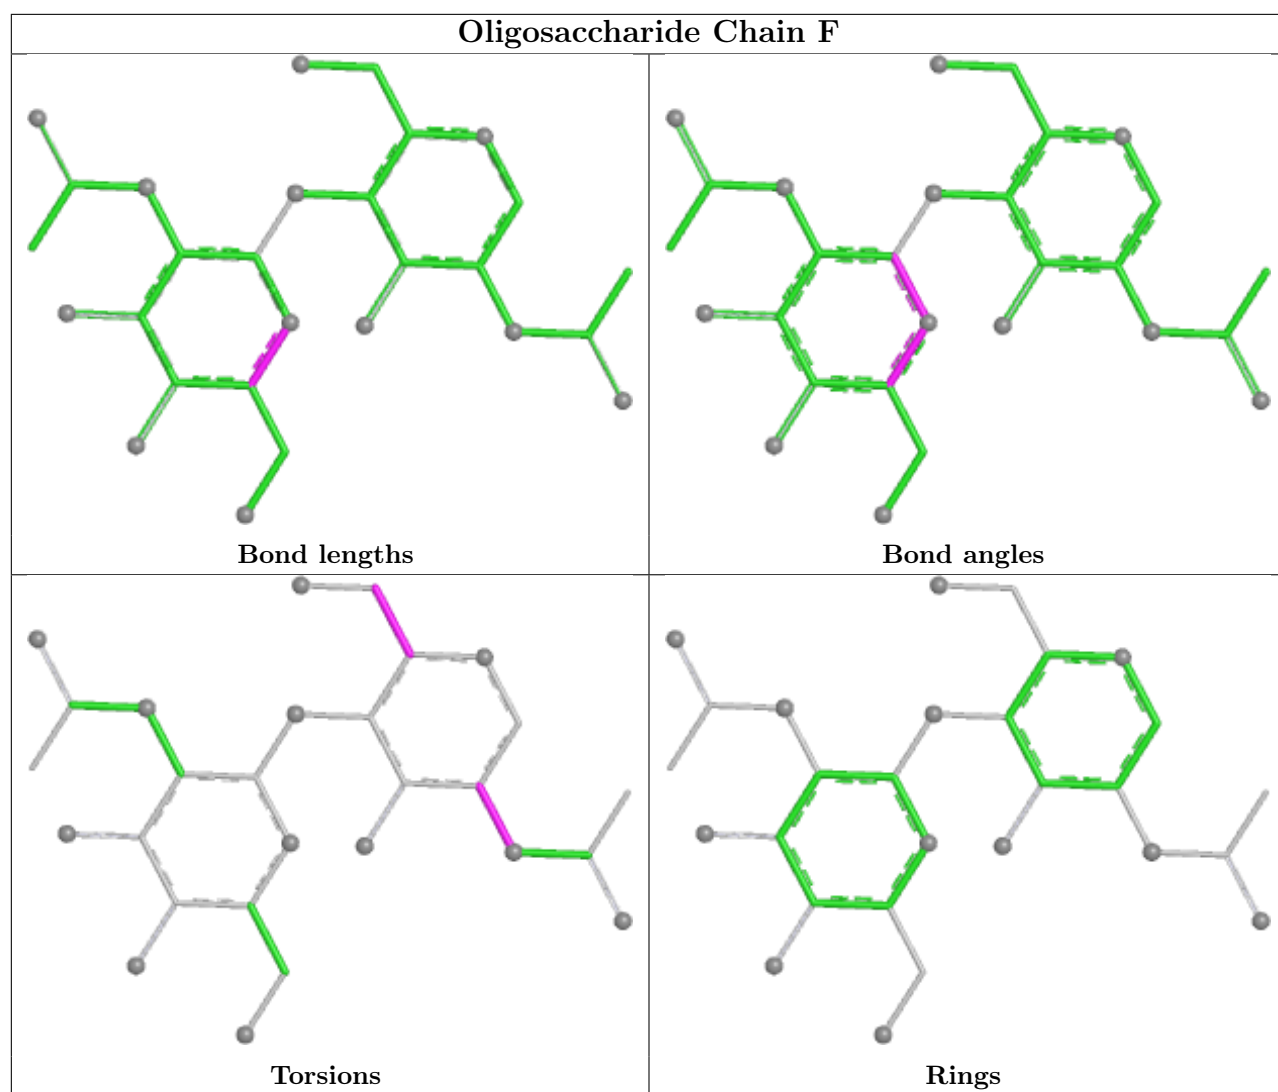 Oligosaccharide Chain F
Bond lengths
Bond angles
Torsions
Rings